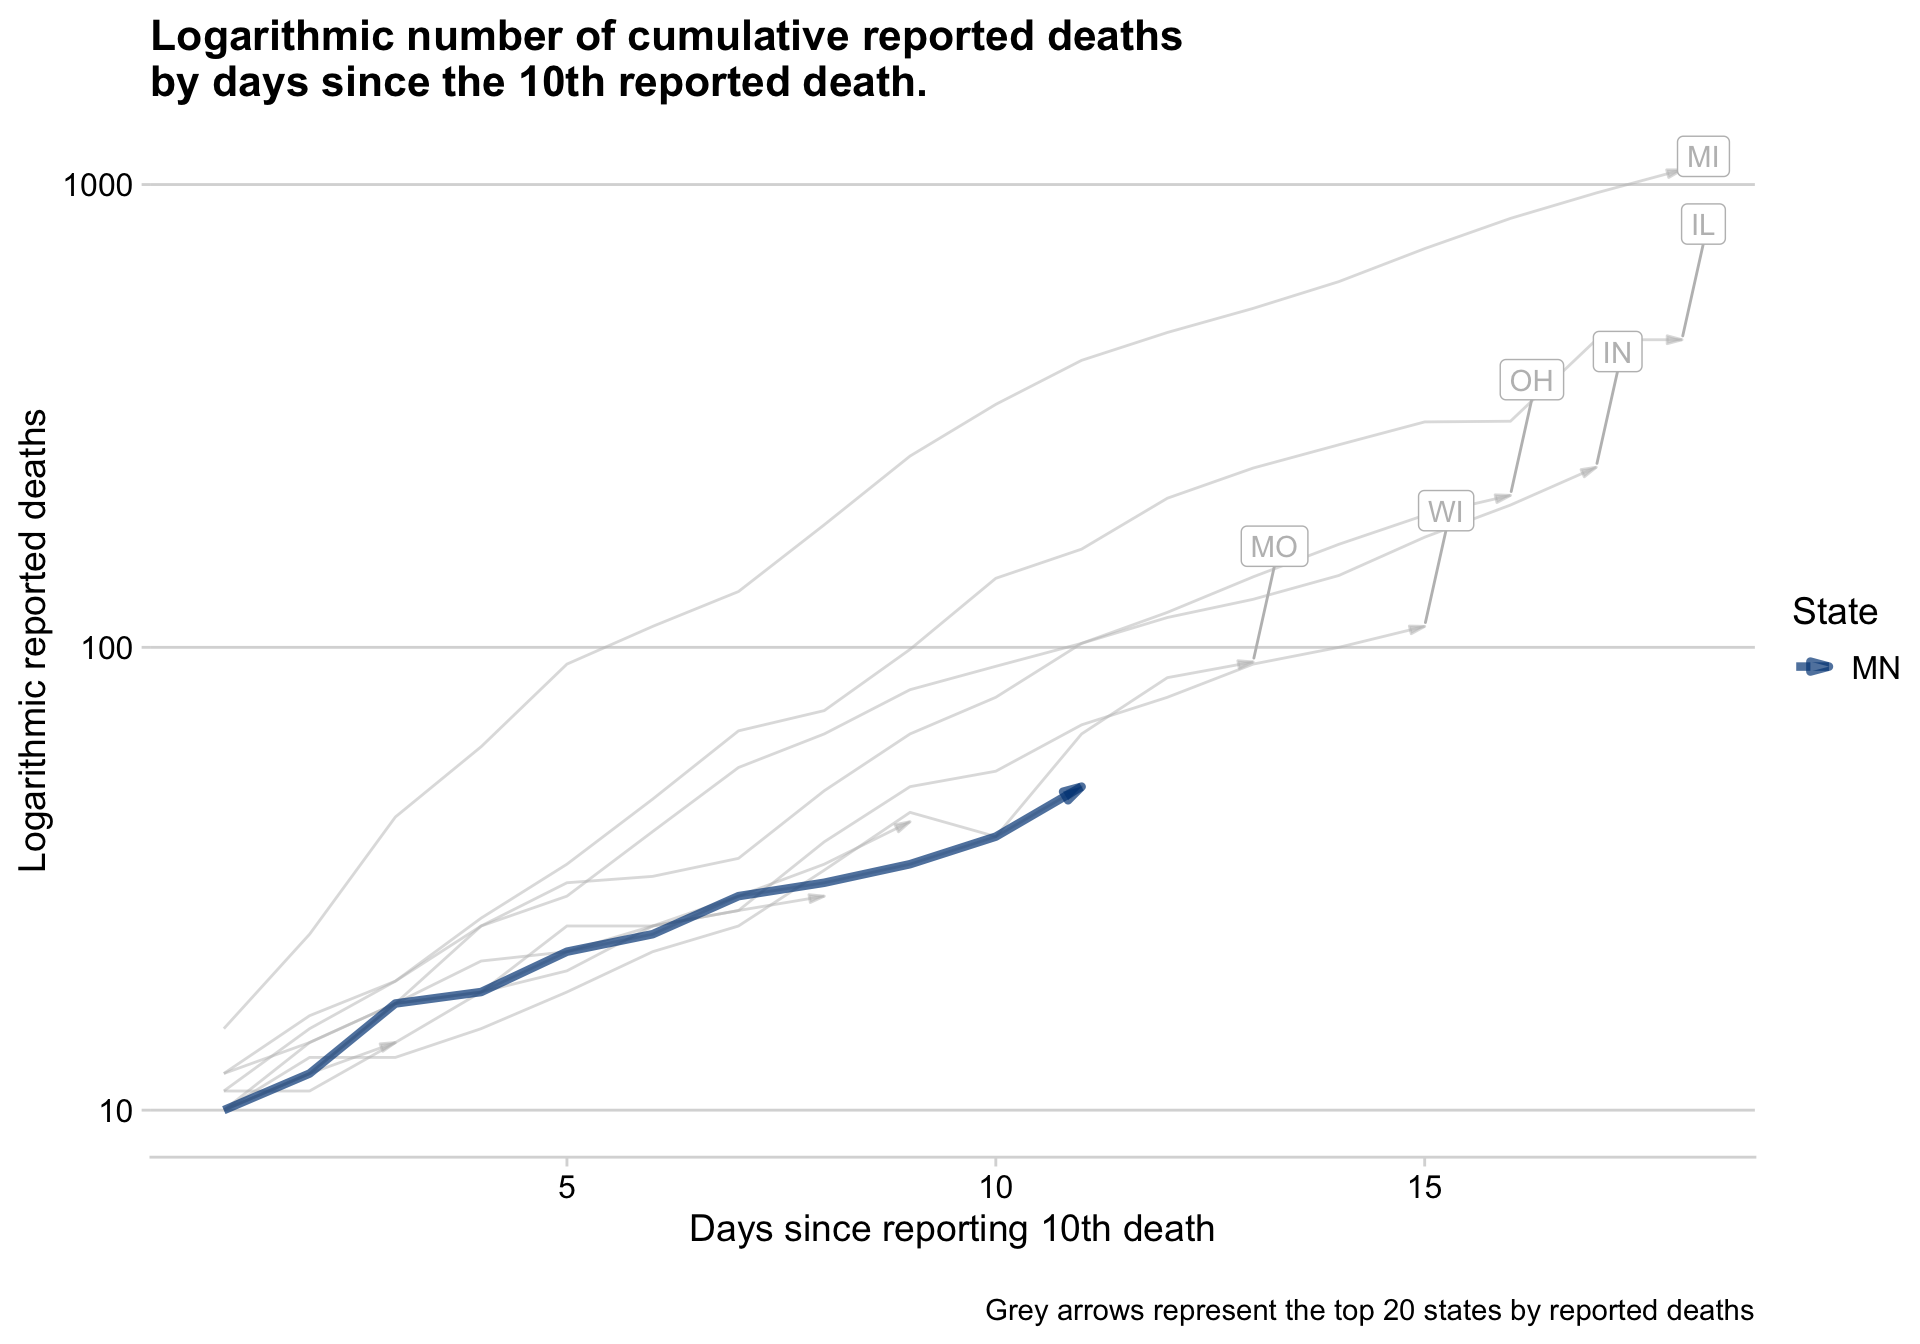 Logarithmic number of cumulative reported deaths
by days since the 10th reported death.
1000
100
10
Logarithmic reported deaths
MI
IL
IN
OH
WI
MO
State
MN
5
10
15
Days since reporting 10th death
Grey arrows represent the top 20 states by reported deaths